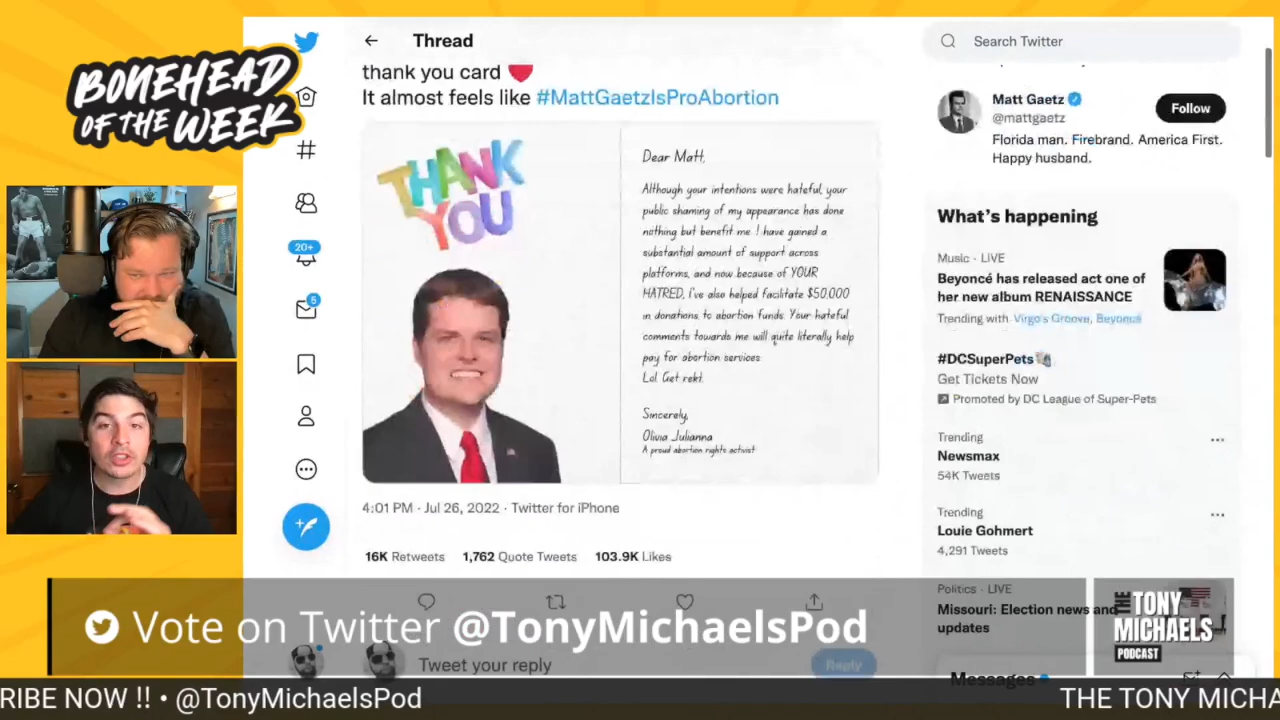 BONEHEAD
OF THE WEEK
Thread
thank you card
It almost feels like #MattGaetzIsProAbortion
THANK
YOU
Dear Matt,
Although your intentions were hateful, your
public shaming of my appearance has done
nothing but benefit me. I have gained a
substantial amount of support across
platforms, and now because of YOUR
HATRED, I've also helped facilitate $50,000
in donations to abortion funds. Your hateful
comments towards me will quite literally help
pay for abortion services.
Lol. Get rekt.
Sincerely,
Olivia Julianna
A proud abortion rights activist
4:01 PM · Jul 26, 2022 · Twitter for iPhone
16K Retweets 1,762 Quote Tweets 103.9K Likes
Tweet your reply
Reply
20+
5
Search Twitter
Matt Gaetz
@mattgaetz
Follow
Florida man. Firebrand. America First.
Happy husband.
What's happening
Music · LIVE
Beyoncé has released act one of
her new album RENAISSANCE
Trending with Virgo's Groove, Beyoncé
#DCSuperPets
Get Tickets Now
Promoted by DC League of Super-Pets
Trending
Newsmax
54K Tweets
Trending
Louie Gohmert
4,291 Tweets
Politics · LIVE
Missouri: Election news and
updates
Messages
Vote on Twitter @TonyMichaelsPod
THE TONY
MICHAELS
PODCAST
RIBE NOW !! • @TonyMichaelsPod
THE TONY MICHA